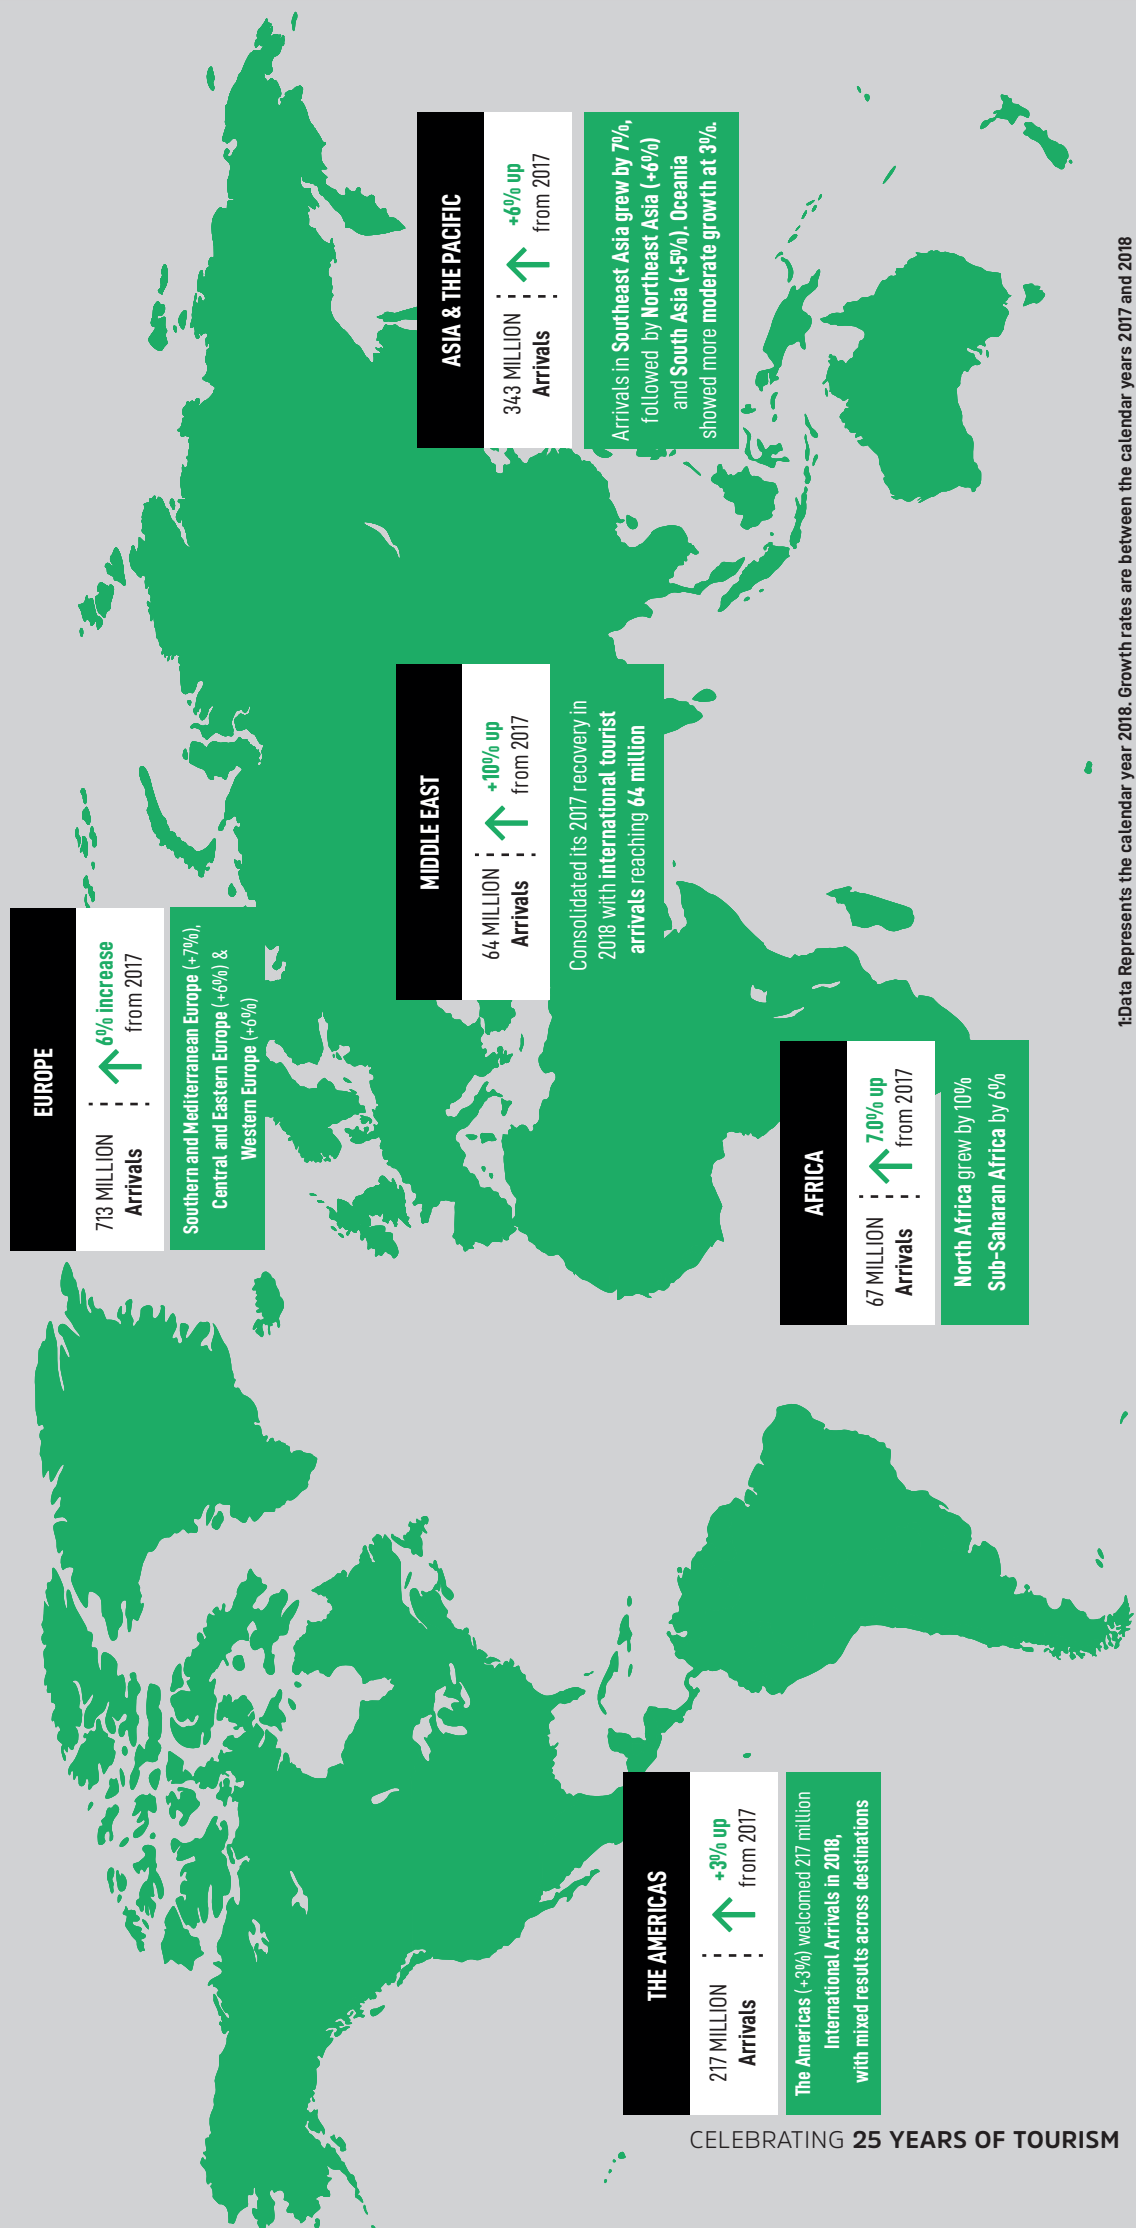 EUROPE
713 MILLION
Arrivals
6% increase
from 2017
Southern and Mediterranean Europe (+7%),
Central and Eastern Europe (+6%) &
Western Europe (+6%)
ASIA & THE PACIFIC
343 MILLION
Arrivals
+6% up
from 2017
Arrivals in Southeast Asia grew by 7%,
followed by Northeast Asia (+6%)
and South Asia (+5%). Oceania
showed more moderate growth at 3%.
MIDDLE EAST
64 MILLION
Arrivals
+10% up
from 2017
Consolidated its 2017 recovery in
2018 with international tourist
arrivals reaching 64 million
THE AMERICAS
217 MILLION
Arrivals
+3% up
from 2017
The Americas (+3%) welcomed 217 million
International Arrivals in 2018,
with mixed results across destinations
AFRICA
67 MILLION
Arrivals
7.0% up
from 2017
North Africa grew by 10%
Sub-Saharan Africa by 6%
1:Data Represents the calendar year 2018. Growth rates are between the calendar years 2017 and 2018
CELEBRATING 25 YEARS OF TOURISM